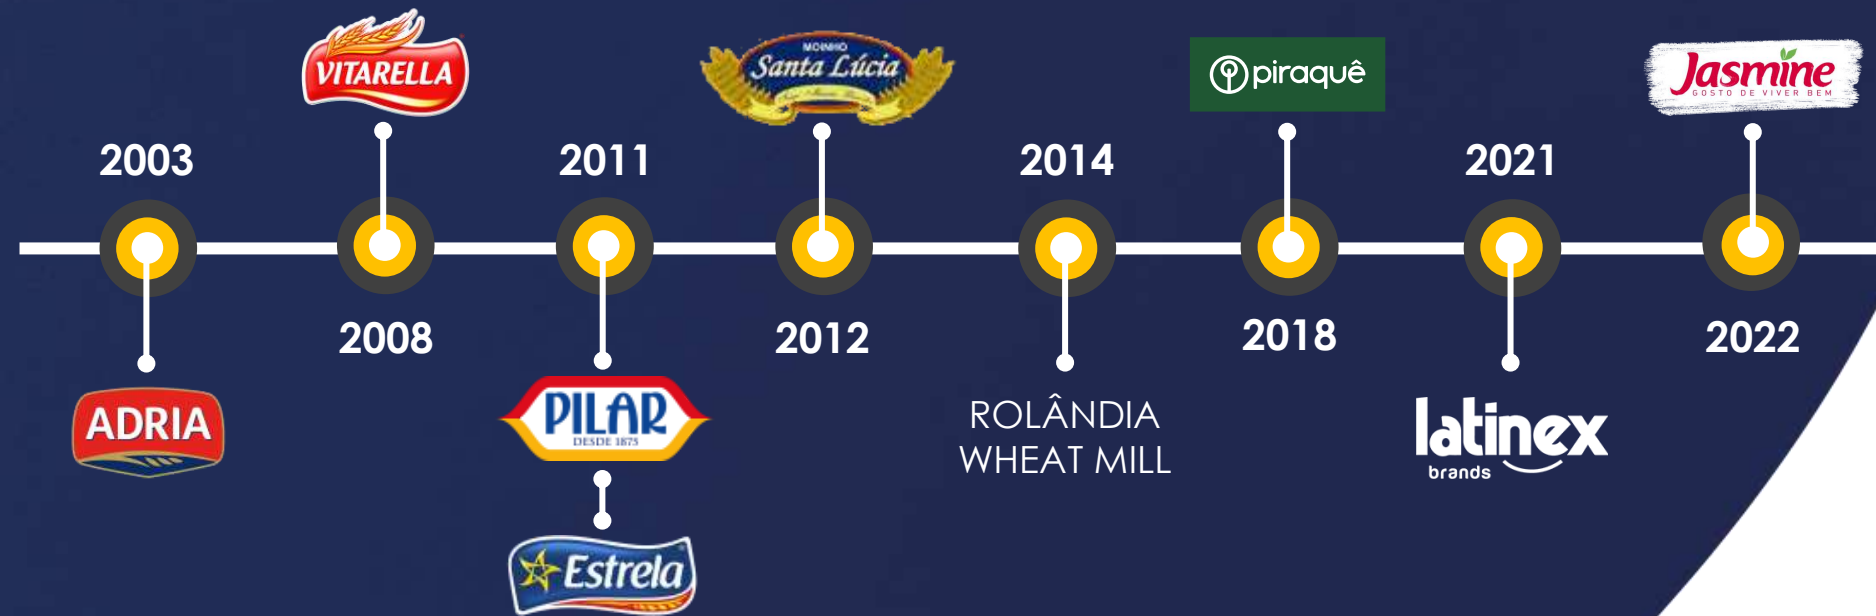 2003
ADRIA
VITARELLA
2008
2011
PILAR
DESDE 1875
Estrela
MOINHO
Santa Lúcia
2012
2014
ROLÂNDIA
WHEAT MILL
piraquê
2018
2021
latinex
brands
Jasmine
GOSTO DE VIVER BEM
2022